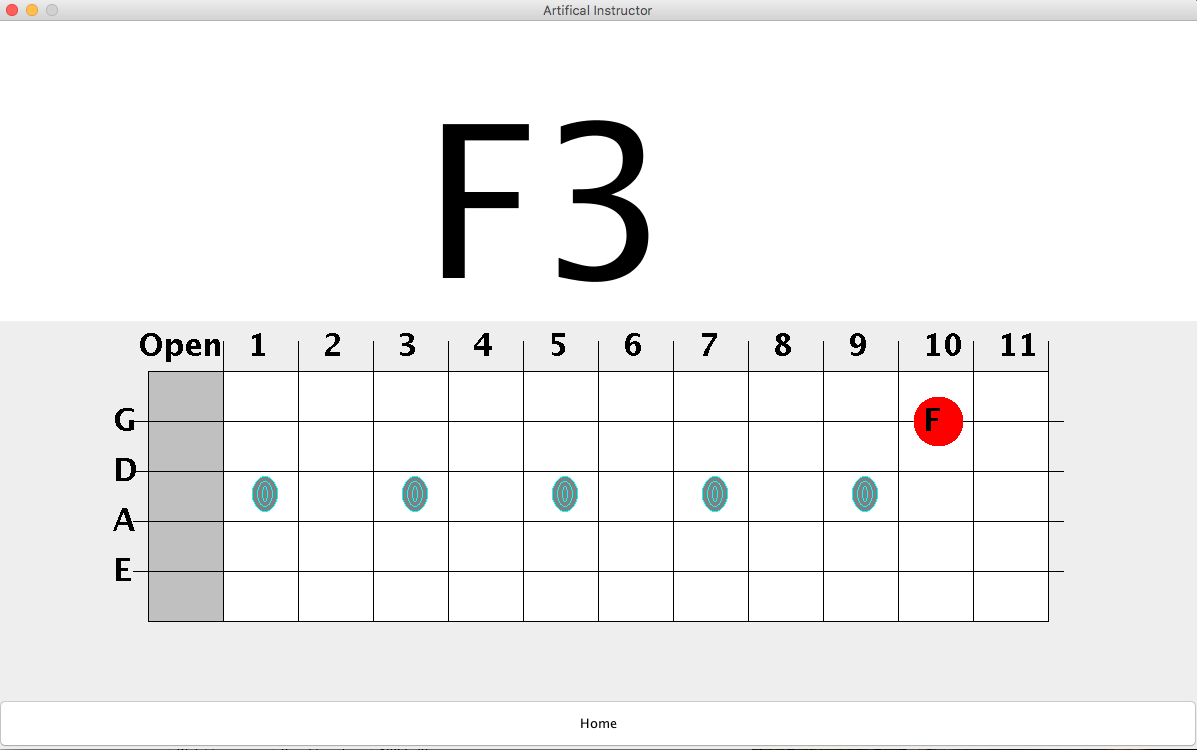 Artifical Instructor
F3
Open 1 2 3 4 5 6 7 8 9 10 11
G F
D
A
E
Home